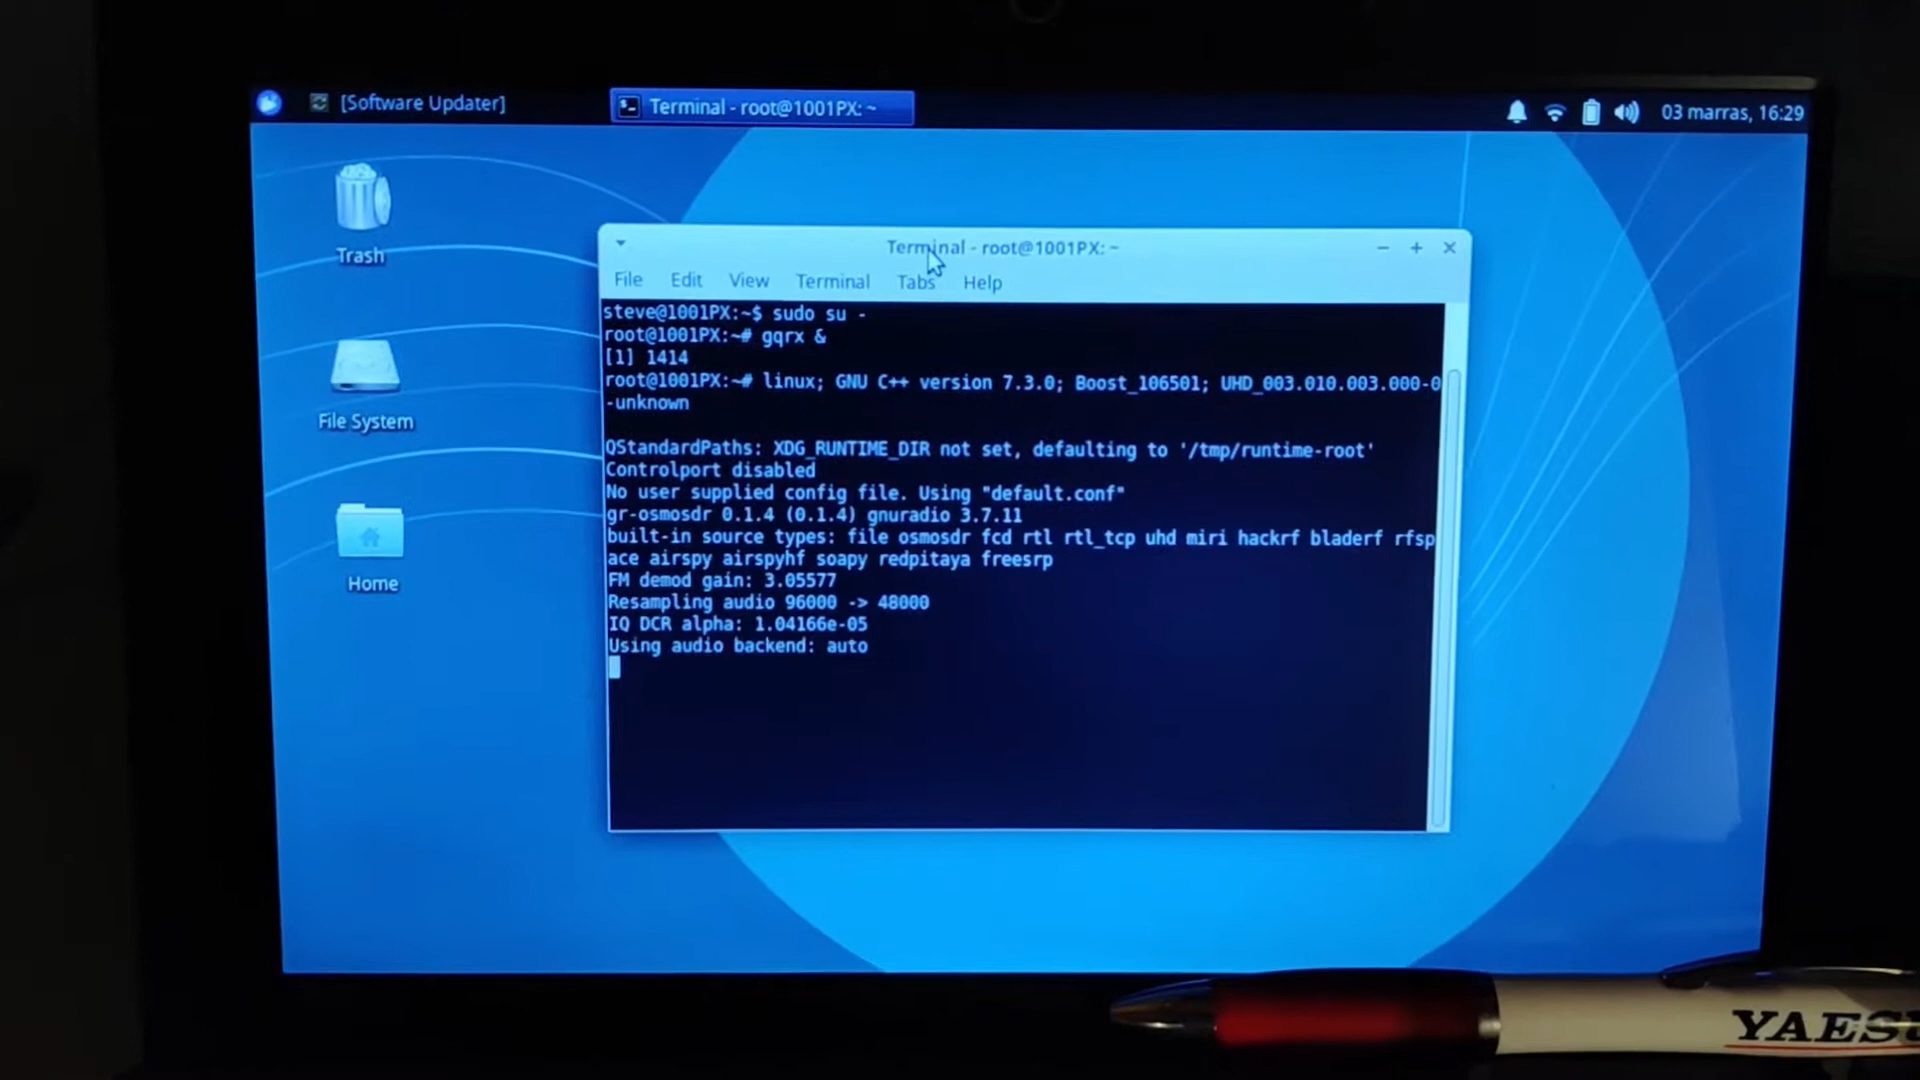 [Software Updater]
Terminal - root@1001PX: ~
03 marras, 16:29
Trash
File System
Home
Terminal - root@1001PX: ~
File Edit View Terminal Tabs Help
steve@1001PX:~$ sudo su -
root@1001PX:~# gqrx &
[1] 1414
root@1001PX:~# linux; GNU C++ version 7.3.0; Boost_106501; UHD_003.010.003.000-0
-unknown
QStandardPaths: XDG_RUNTIME_DIR not set, defaulting to '/tmp/runtime-root'
Controlport disabled
No user supplied config file. Using "default.conf"
gr-osmosdr 0.1.4 (0.1.4) gnuradio 3.7.11
built-in source types: file osmosdr fcd rtl rtl_tcp uhd miri hackrf bladerf rfsp
ace airspy airspyhf soapy redpitaya freesrp
FM demod gain: 3.05577
Resampling audio 96000 -> 48000
IQ DCR alpha: 1.04166e-05
Using audio backend: auto
YAESU